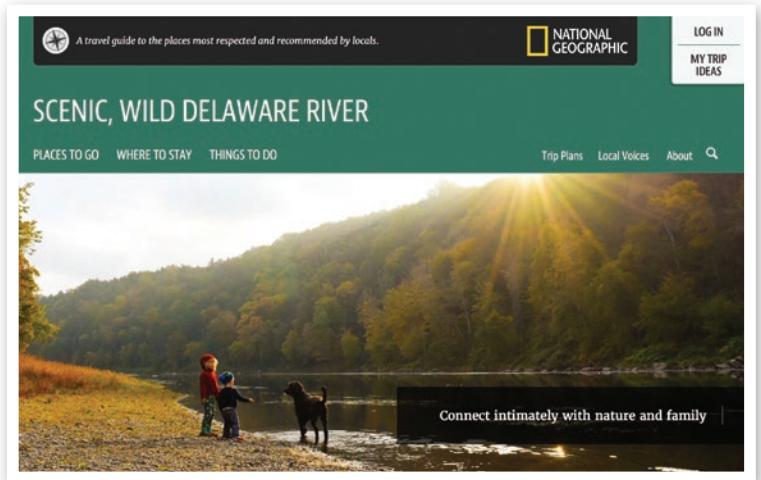 A travel guide to the places most respected and recommended by locals.
NATIONAL
GEOGRAPHIC
LOG IN
MY TRIP
IDEAS
SCENIC, WILD DELAWARE RIVER
PLACES TO GO WHERE TO STAY THINGS TO DO
Trip Plans Local Voices About
Connect intimately with nature and family